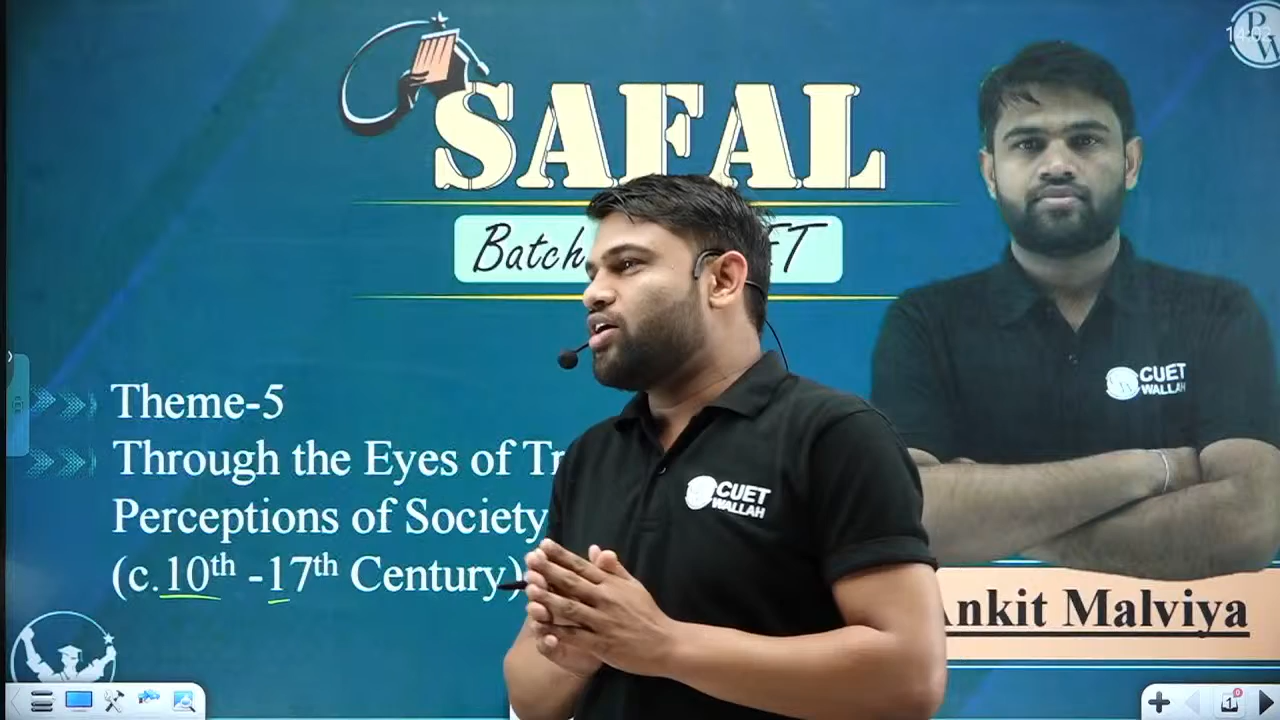 SAFAL
Batch
Theme-5
Through the Eyes of
Perceptions of Society
(c.10th -17th Century)
CUET
WALLAH
CUET
WALLAH
Ankit Malviya
PW